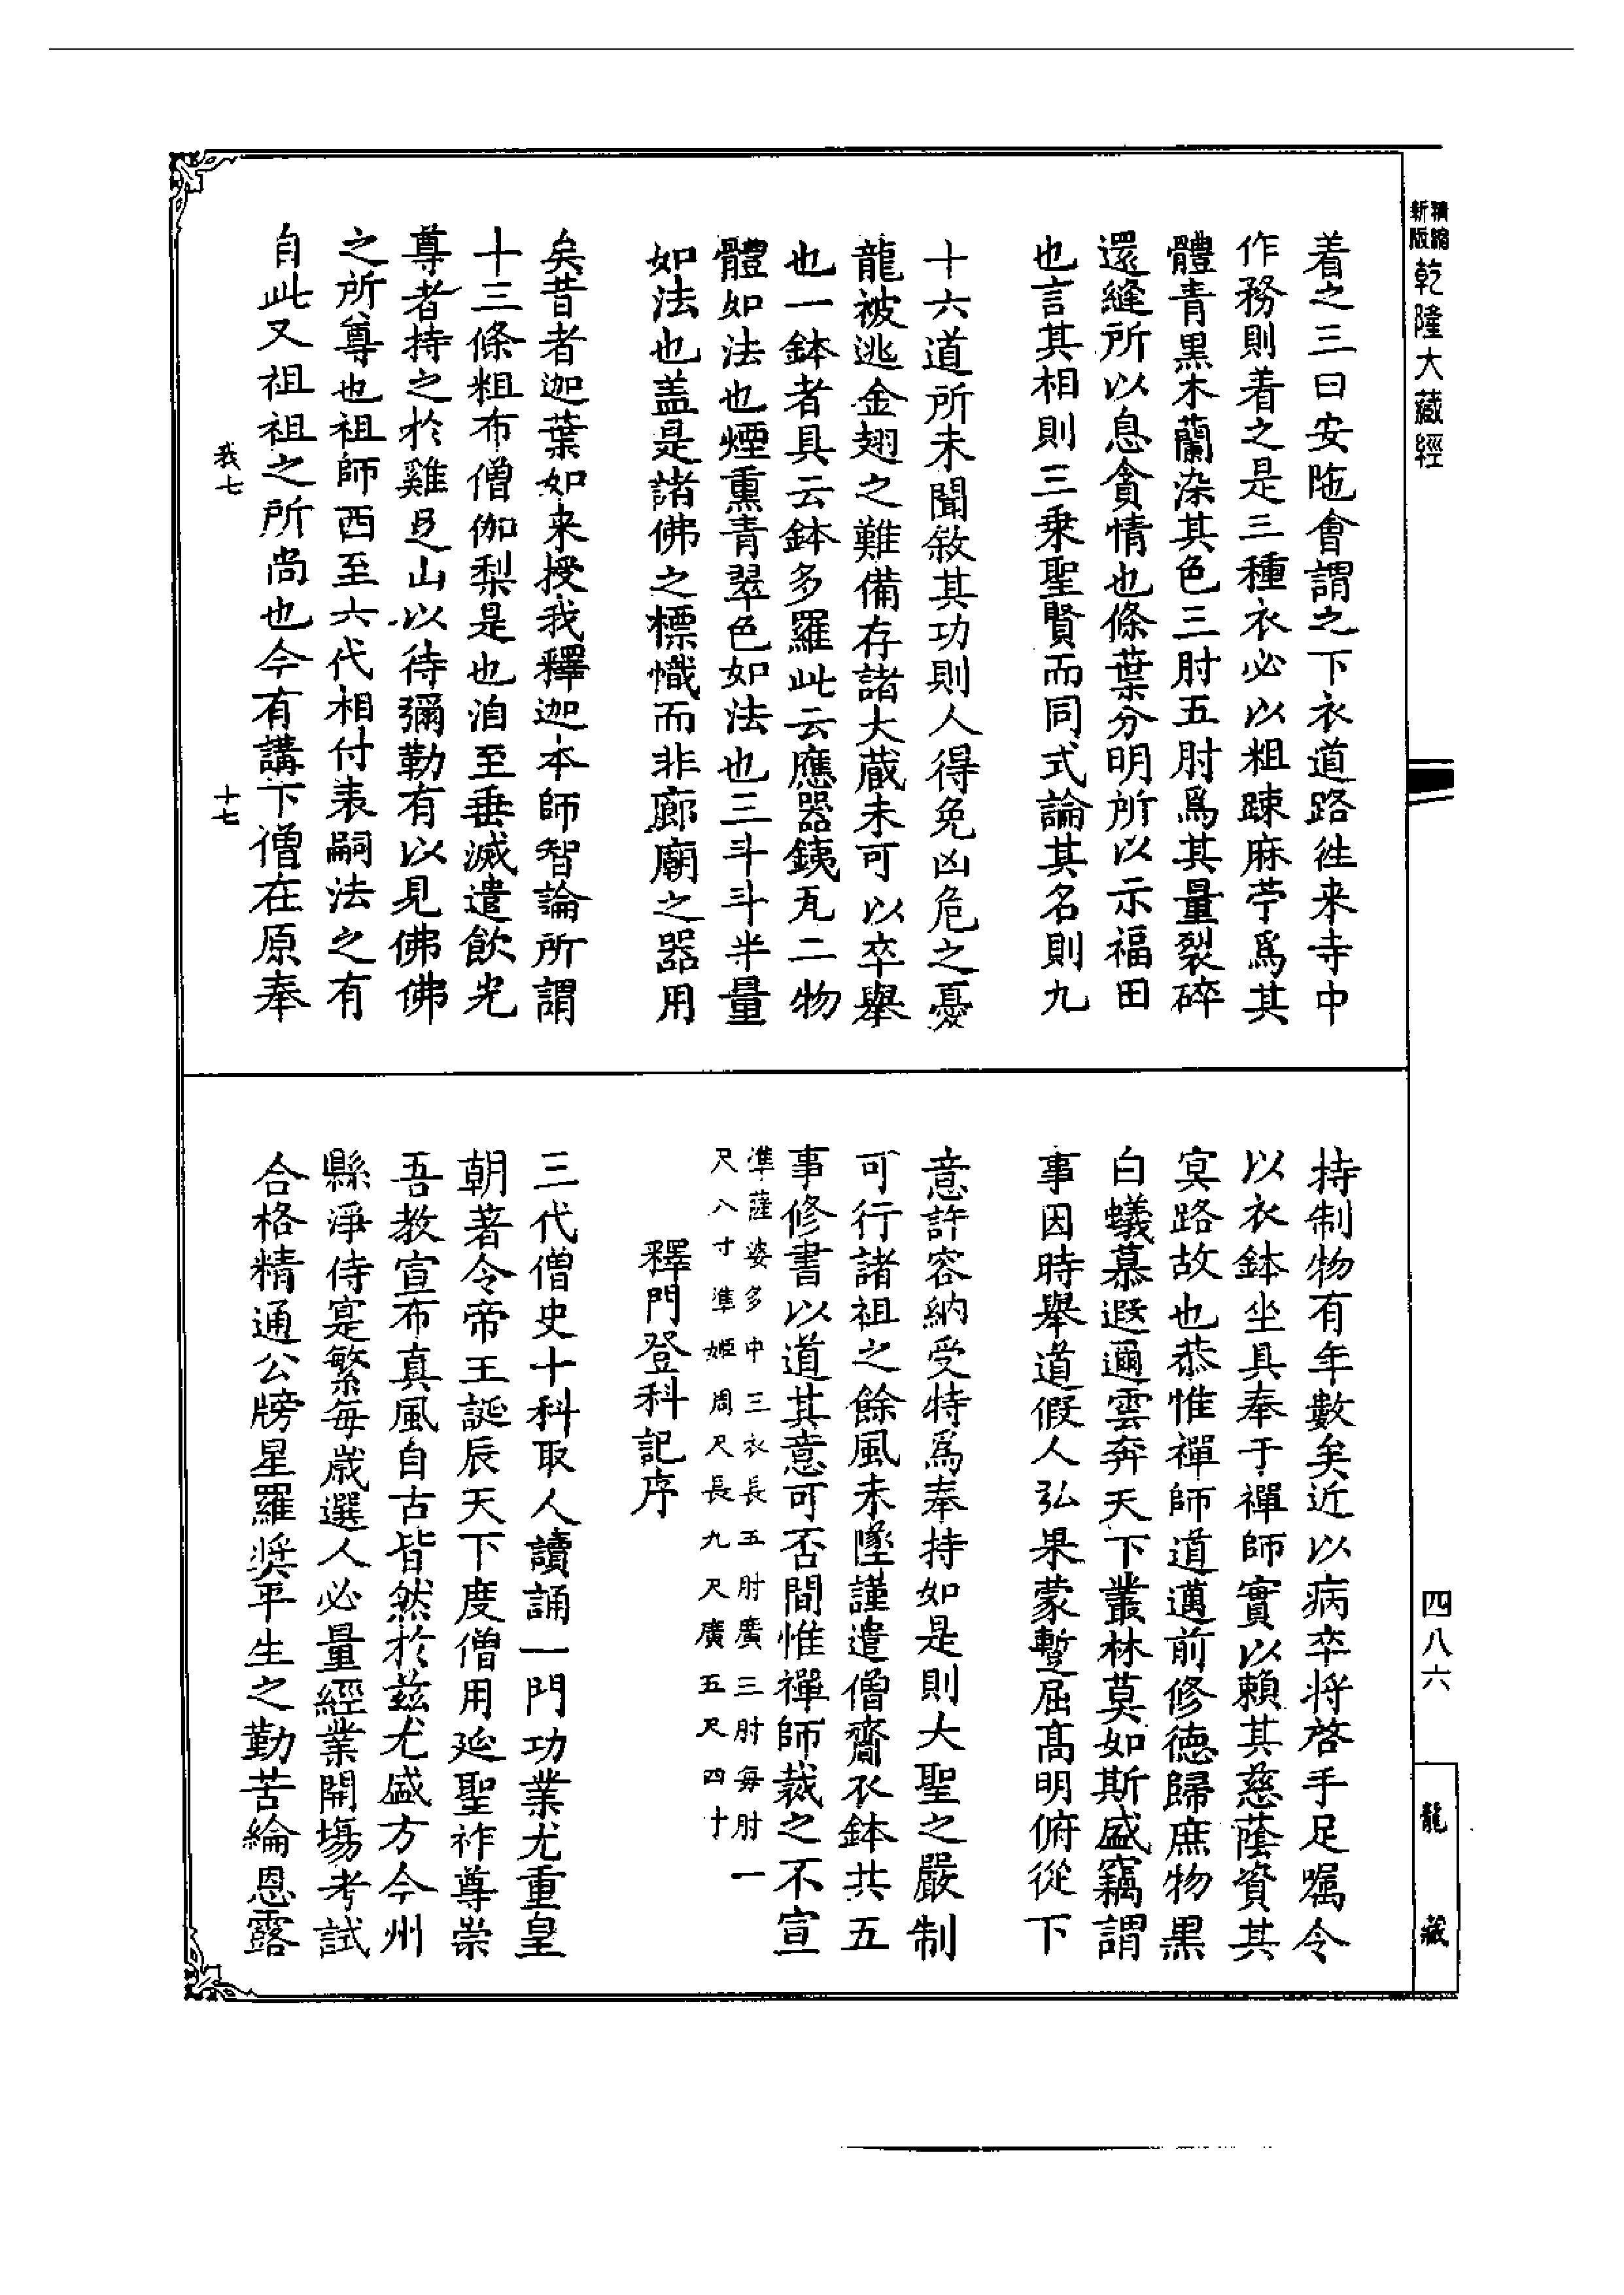 精縮
新版
乾隆大藏經
着之三曰安陁會謂之下衣道路徃来寺中
作務則着之是三種衣必以粗踈麻苧爲其
體青黒木蘭染其色三肘五肘爲其量裂碎
還縫所以息貪情也條葉分明所以示福田
也言其相則三乘聖賢而同式論其名則九
十六道所未聞敘其功則人得免凶危之憂
龍被逃金翅之難備存諸大蔵未可以卒舉
也一鉢者具云鉢多羅此云應器銕瓦二物
體如法也煙熏青翠色如法也三斗斗半量
如法也盖是諸佛之標幟而非廊廟之器用
矣昔者迦葉如来授我釋迦本師智論所謂
十三條粗布僧伽梨是也洎至垂滅遣飲光
尊者持之於雞足山以待彌勒有以見佛佛
之所尊也祖師西至六代相付表嗣法之有
自此又祖祖之所尚也今有講下僧在原奉
我七
十七
持制物有年數矣近以病卒将啓手足嘱令
以衣鉢坐具奉于禪師實以賴其慈蔭資其
冥路故也恭惟禪師道邁前修徳歸庶物黒
白蟻慕遐邇雲奔天下叢林莫如斯盛竊謂
事因時舉道假人弘果蒙蹔屈髙明俯從下
意許容納受特爲奉持如是則大聖之嚴制
可行諸祖之餘風未墜謹遣僧齎衣鉢共五
事修書以道其意可否間惟禪師裁之不宣
準薩婆多中三衣長五肘廣三肘每肘一
尺八寸準姬周尺長九尺廣五尺四寸
釋門登科記序
三代僧史十科取人讀誦一門功業尤重皇
朝著令帝王誕辰天下度僧用延聖祚尊崇
吾教宣布真風自古皆然於兹尤盛方今州
縣淨侍寔繁每歳選人必量經業開場考試
合格精通公牓星羅奬平生之勤苦綸恩露
四八六
龍藏